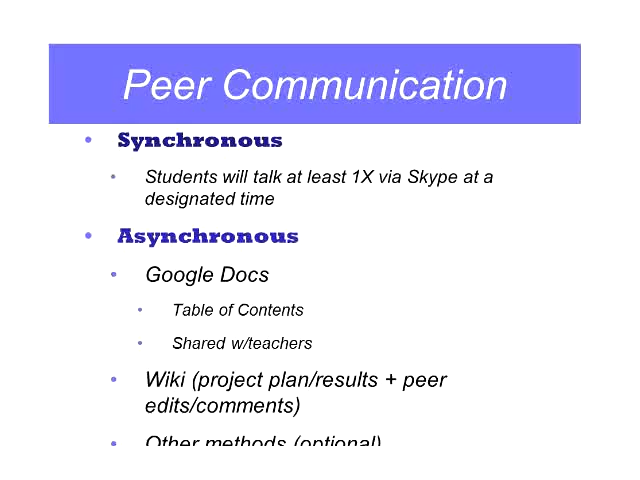 Peer Communication
• Synchronous
• Students will talk at least 1X via Skype at a
designated time
• Asynchronous
• Google Docs
• Table of Contents
• Shared w/teachers
• Wiki (project plan/results + peer
edits/comments)
• Other methods (optional)